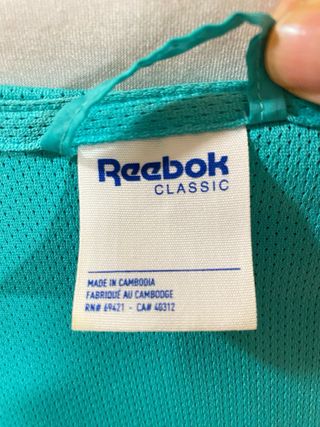 Reebok
CLASSIC
MADE IN CAMBODIA
FABRIQUÉ AU CAMBODGE
RN# 69421 - CA# 40312